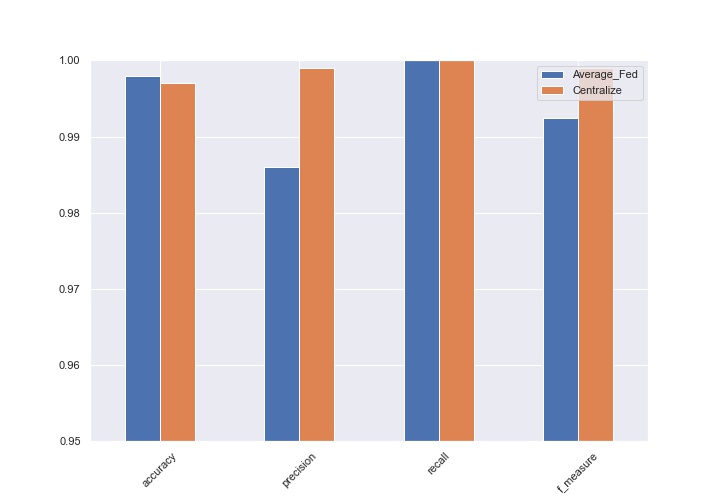 1.00
0.99
0.98
0.97
0.96
0.95
Average_Fed
Centralize
accuracy
precision
recall
f_measure